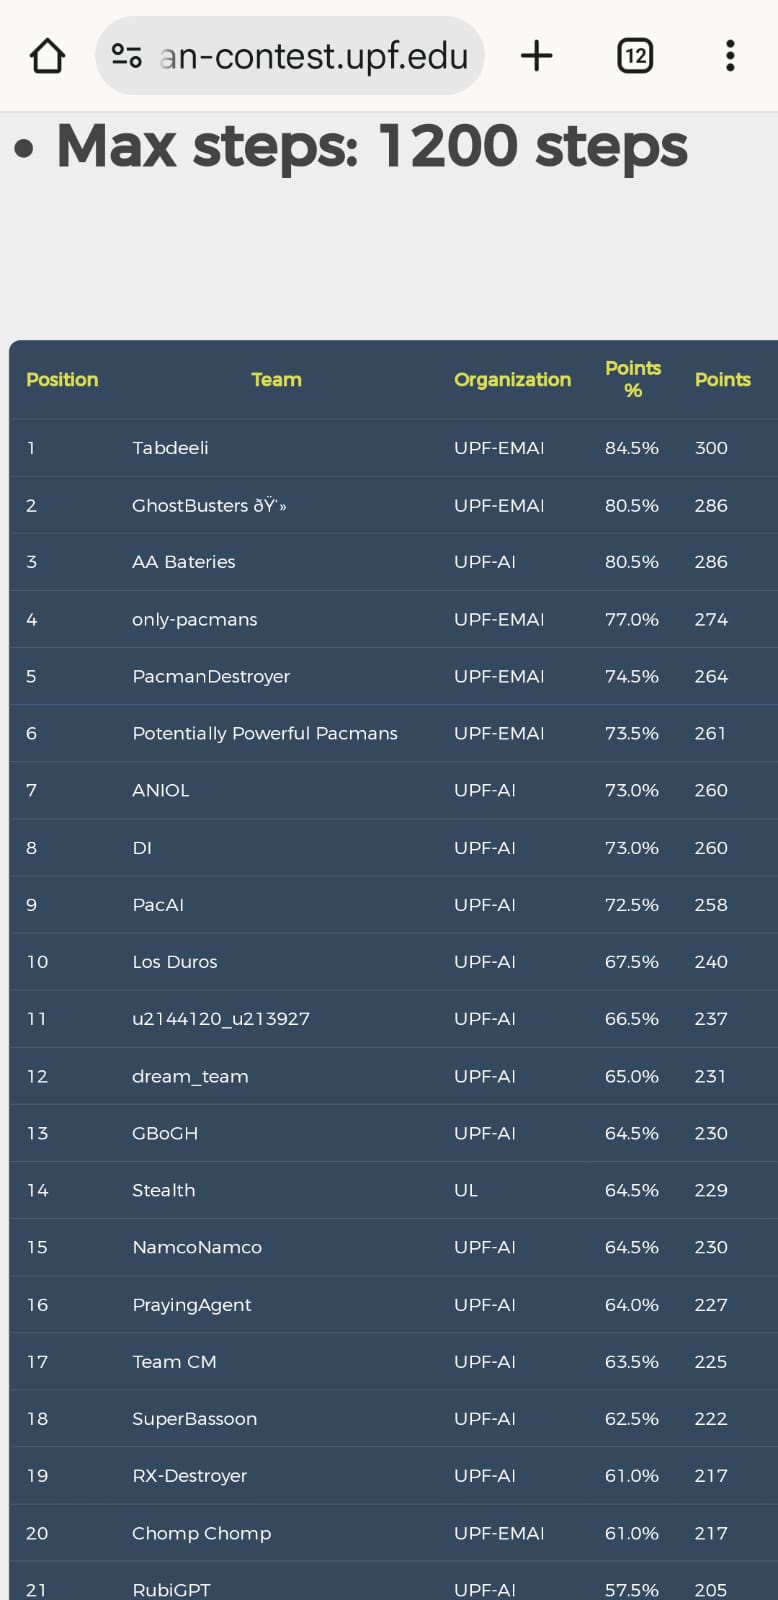 an-contest.upf.edu
12
• Max steps: 1200 steps
Position Team Organization Points % Points
1 Tabdeeli UPF-EMAI 84.5% 300
2 GhostBusters ðŸ‘» UPF-EMAI 80.5% 286
3 AA Bateries UPF-AI 80.5% 286
4 only-pacmans UPF-EMAI 77.0% 274
5 PacmanDestroyer UPF-EMAI 74.5% 264
6 Potentially Powerful Pacmans UPF-EMAI 73.5% 261
7 ANIOL UPF-AI 73.0% 260
8 DI UPF-AI 73.0% 260
9 PacAI UPF-AI 72.5% 258
10 Los Duros UPF-AI 67.5% 240
11 u2144120_u213927 UPF-AI 66.5% 237
12 dream_team UPF-AI 65.0% 231
13 GBoGH UPF-AI 64.5% 230
14 Stealth UL 64.5% 229
15 NamcoNamco UPF-AI 64.5% 230
16 PrayingAgent UPF-AI 64.0% 227
17 Team CM UPF-AI 63.5% 225
18 SuperBassoon UPF-AI 62.5% 222
19 RX-Destroyer UPF-AI 61.0% 217
20 Chomp Chomp UPF-EMAI 61.0% 217
21 RubiGPT UPF-AI 57.5% 205